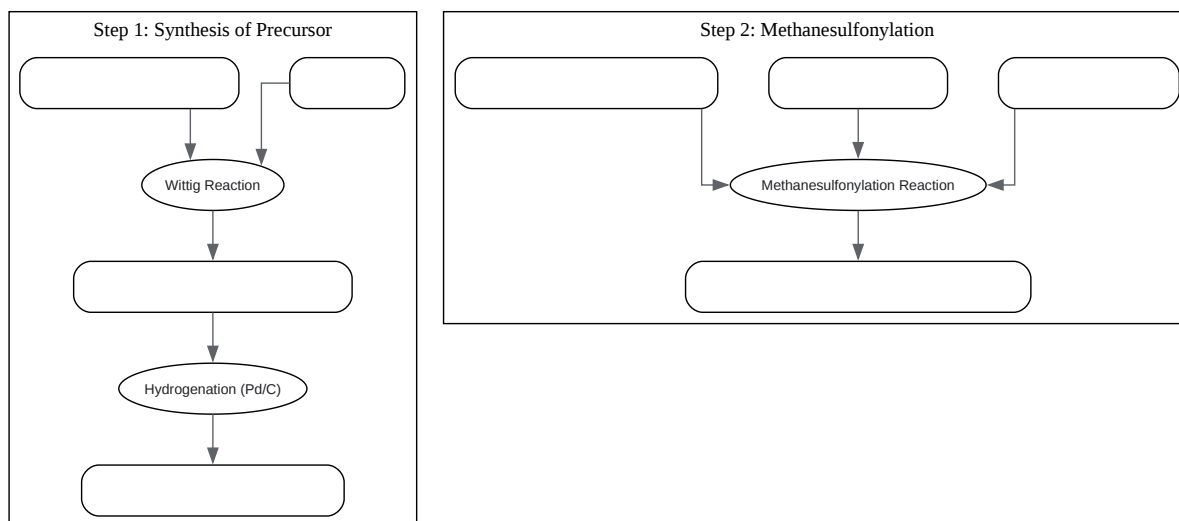 Step 1: Synthesis of Precursor
Wittig Reaction
Hydrogenation (Pd/C)
Step 2: Methanesulfonylation
Methanesulfonylation Reaction